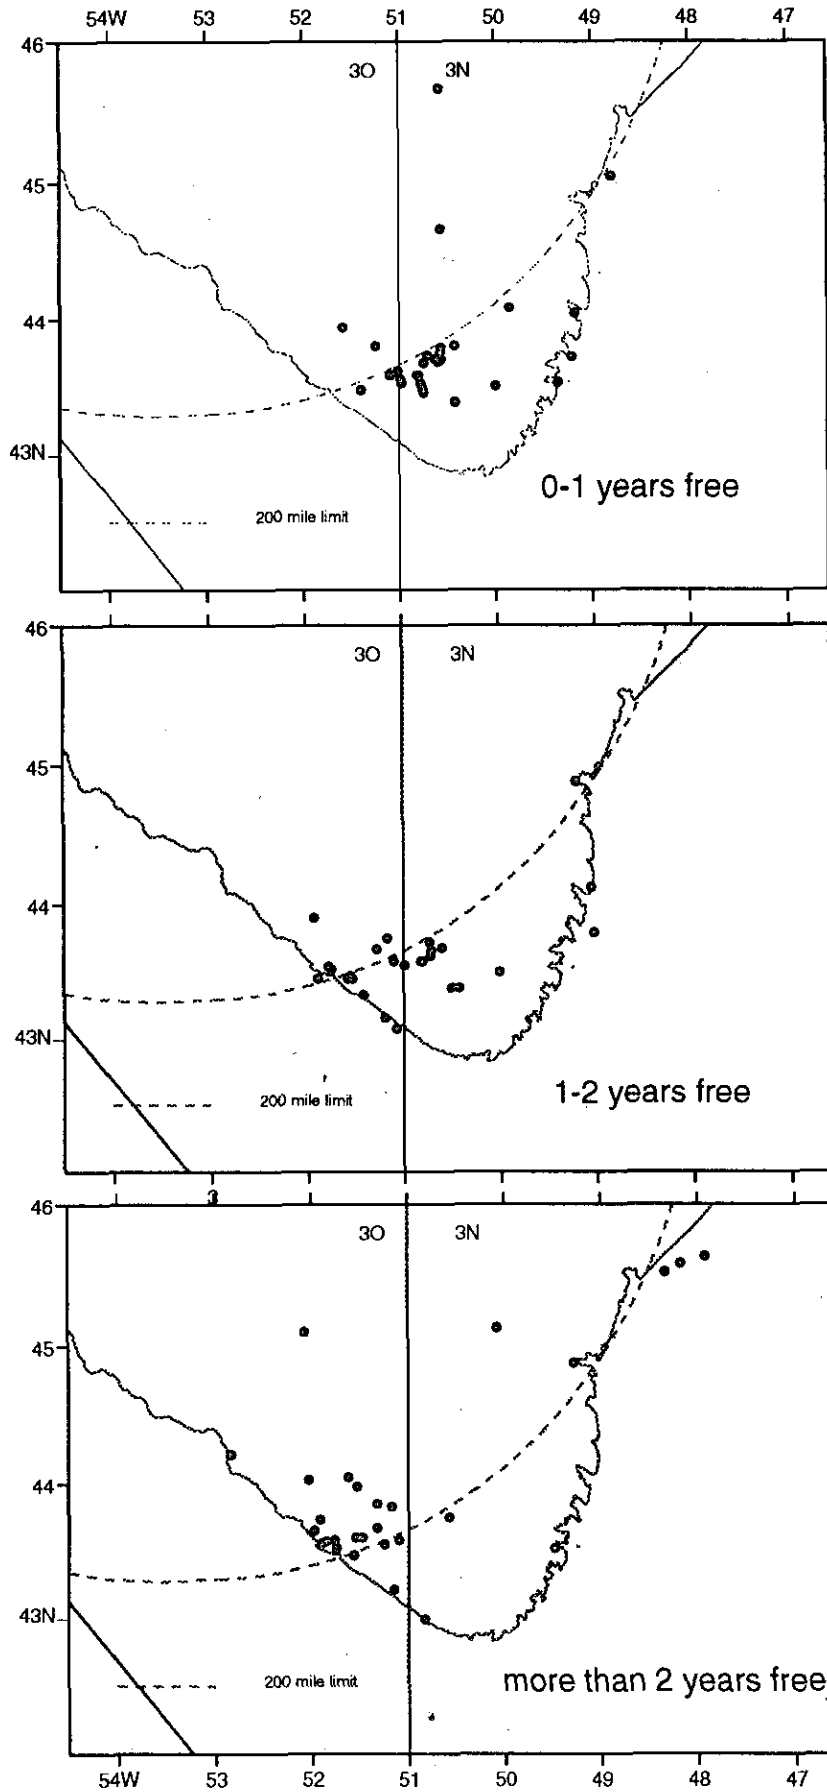 54W 53 52 51 50 49 48 47
46
3O 3N
45
44
43N
0-1 years free
200 mile limit
46
3O 3N
45
44
43N
1-2 years free
200 mile limit
46
3O 3N
45
44
43N
200 mile limit
more than 2 years free
54W 53 52 51 50 49 48 47